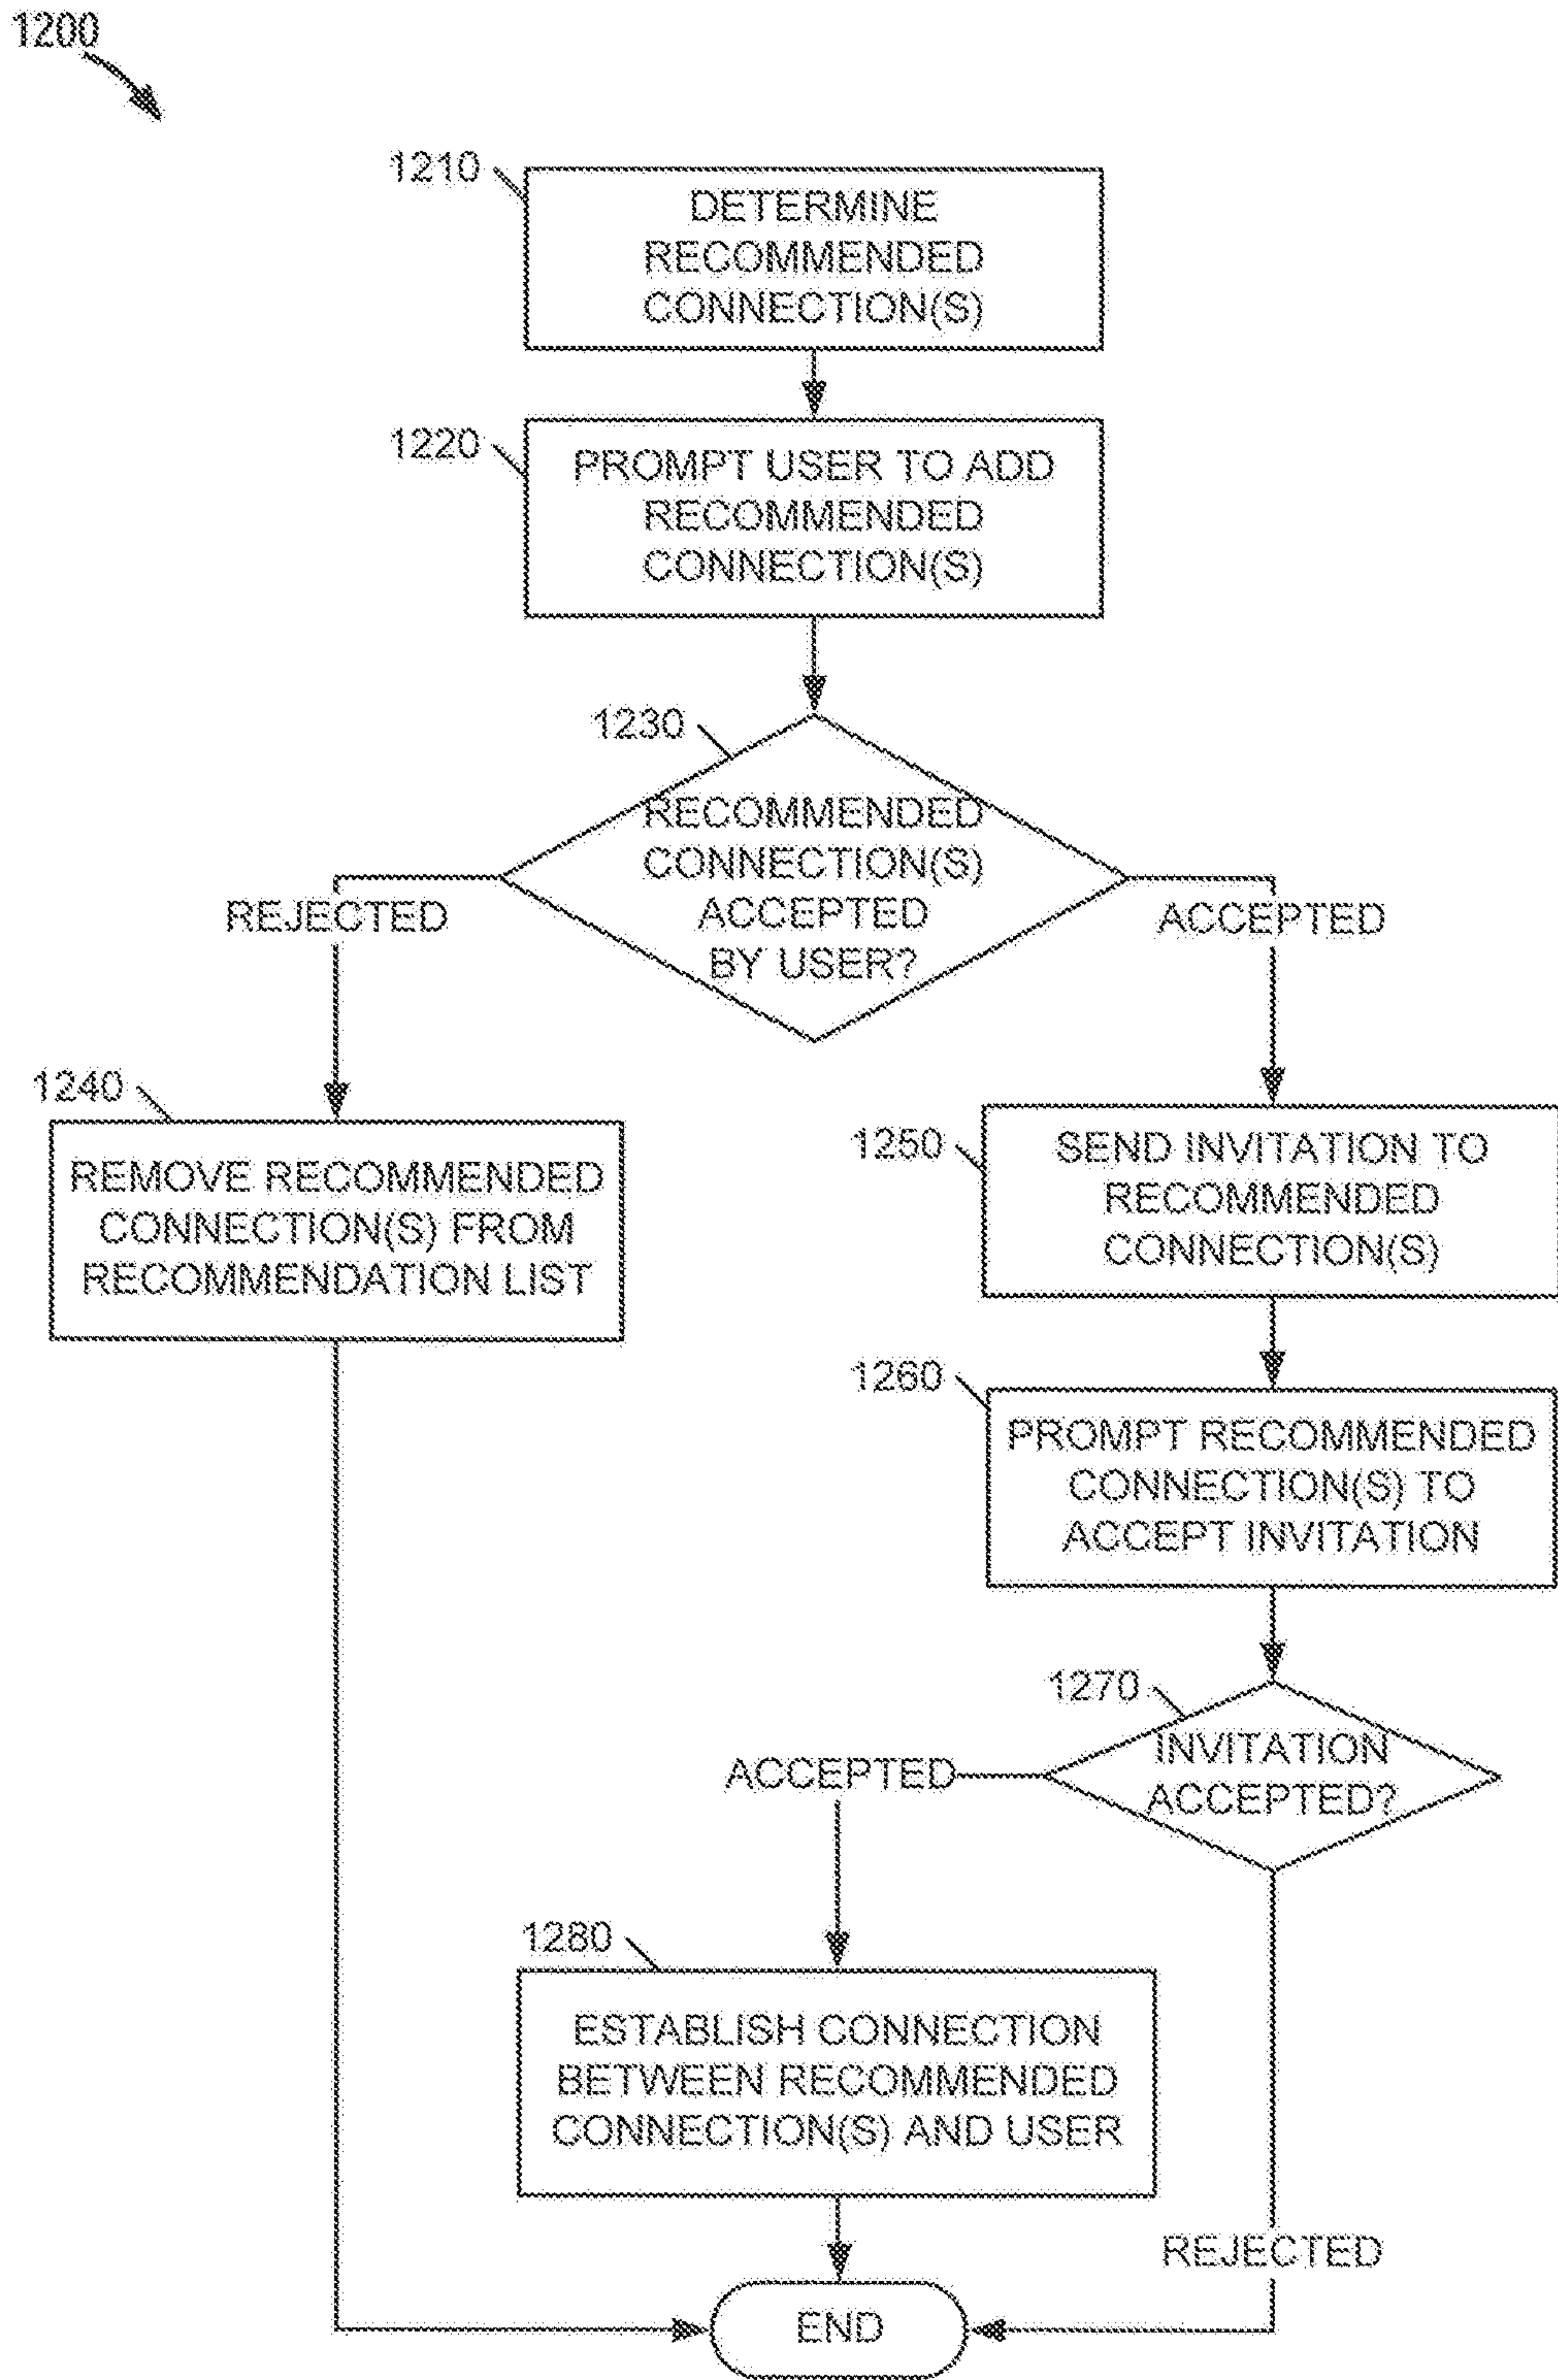 1200
1210
DETERMINE
RECOMMENDED
CONNECTION(S)
1220
PROMPT USER TO ADD
RECOMMENDED
CONNECTION(S)
1230
RECOMMENDED
CONNECTION(S)
ACCEPTED
BY USER?
REJECTED
ACCEPTED
1240
REMOVE RECOMMENDED
CONNECTION(S) FROM
RECOMMENDATION LIST
1250
SEND INVITATION TO
RECOMMENDED
CONNECTION(S)
1260
PROMPT RECOMMENDED
CONNECTION(S) TO
ACCEPT INVITATION
1270
INVITATION
ACCEPTED?
ACCEPTED
1280
ESTABLISH CONNECTION
BETWEEN RECOMMENDED
CONNECTION(S) AND USER
REJECTED
END